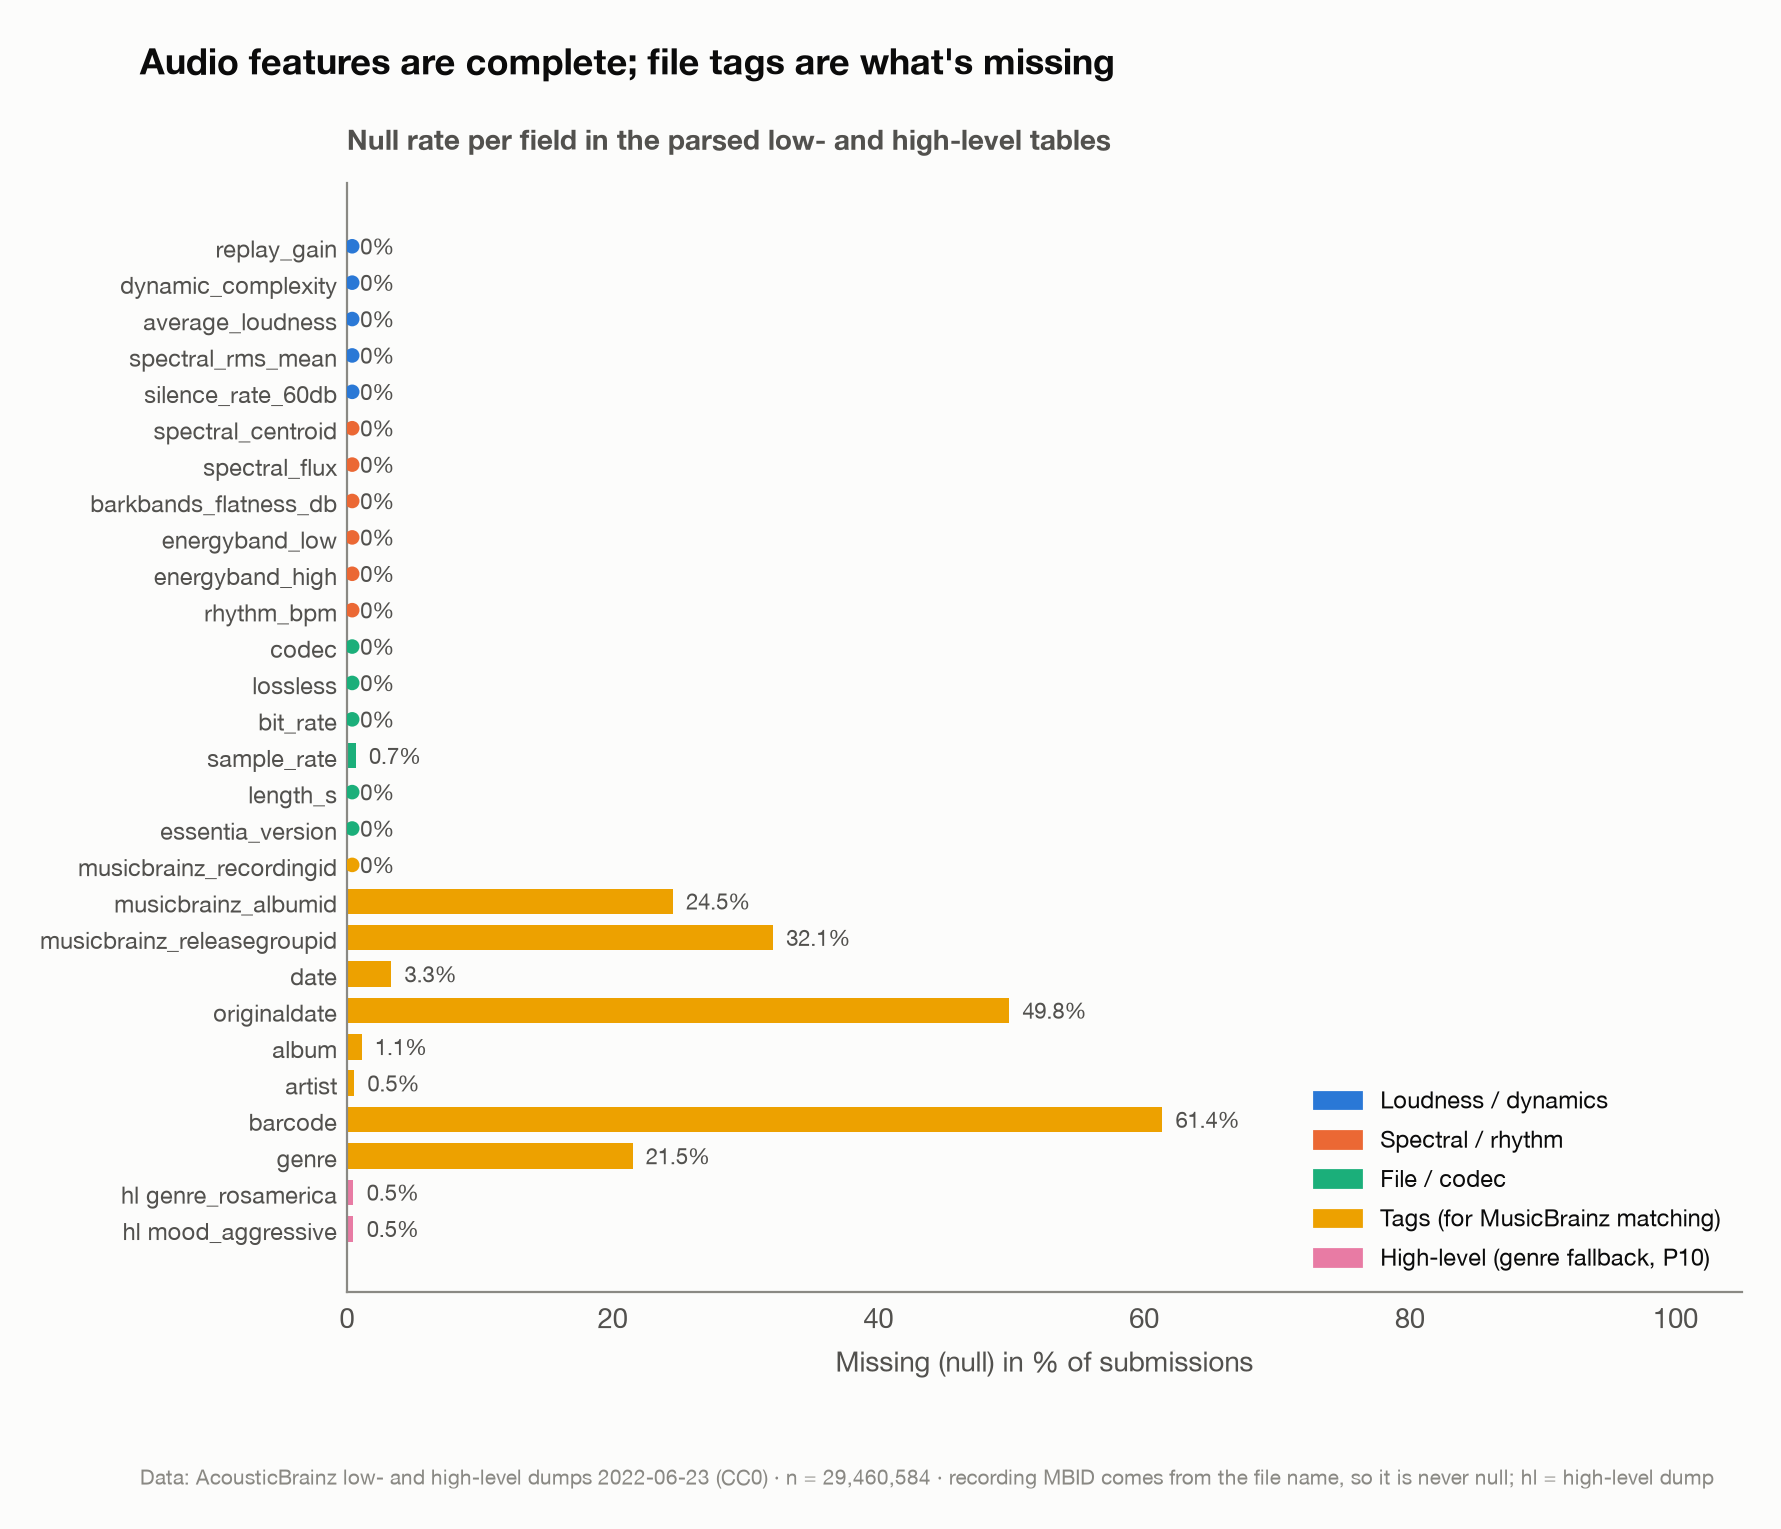 Audio features are complete; file tags are what's missing
Null rate per field in the parsed low- and high-level tables
replay_gain 0%
dynamic_complexity 0%
average_loudness 0%
spectral_rms_mean 0%
silence_rate_60db 0%
spectral_centroid 0%
spectral_flux 0%
barkbands_flatness_db 0%
energyband_low 0%
energyband_high 0%
rhythm_bpm 0%
codec 0%
lossless 0%
bit_rate 0%
sample_rate 0.7%
length_s 0%
essentia_version 0%
musicbrainz_recordingid 0%
musicbrainz_albumid 24.5%
musicbrainz_releasegroupid 32.1%
date 3.3%
originaldate 49.8%
album 1.1%
artist 0.5%
barcode 61.4%
genre 21.5%
hl genre_rosamerica 0.5%
hl mood_aggressive 0.5%
Loudness / dynamics
Spectral / rhythm
File / codec
Tags (for MusicBrainz matching)
High-level (genre fallback, P10)
0 20 40 60 80 100
Missing (null) in % of submissions
Data: AcousticBrainz low- and high-level dumps 2022-06-23 (CC0) · n = 29,460,584 · recording MBID comes from the file name, so it is never null; hl = high-level dump